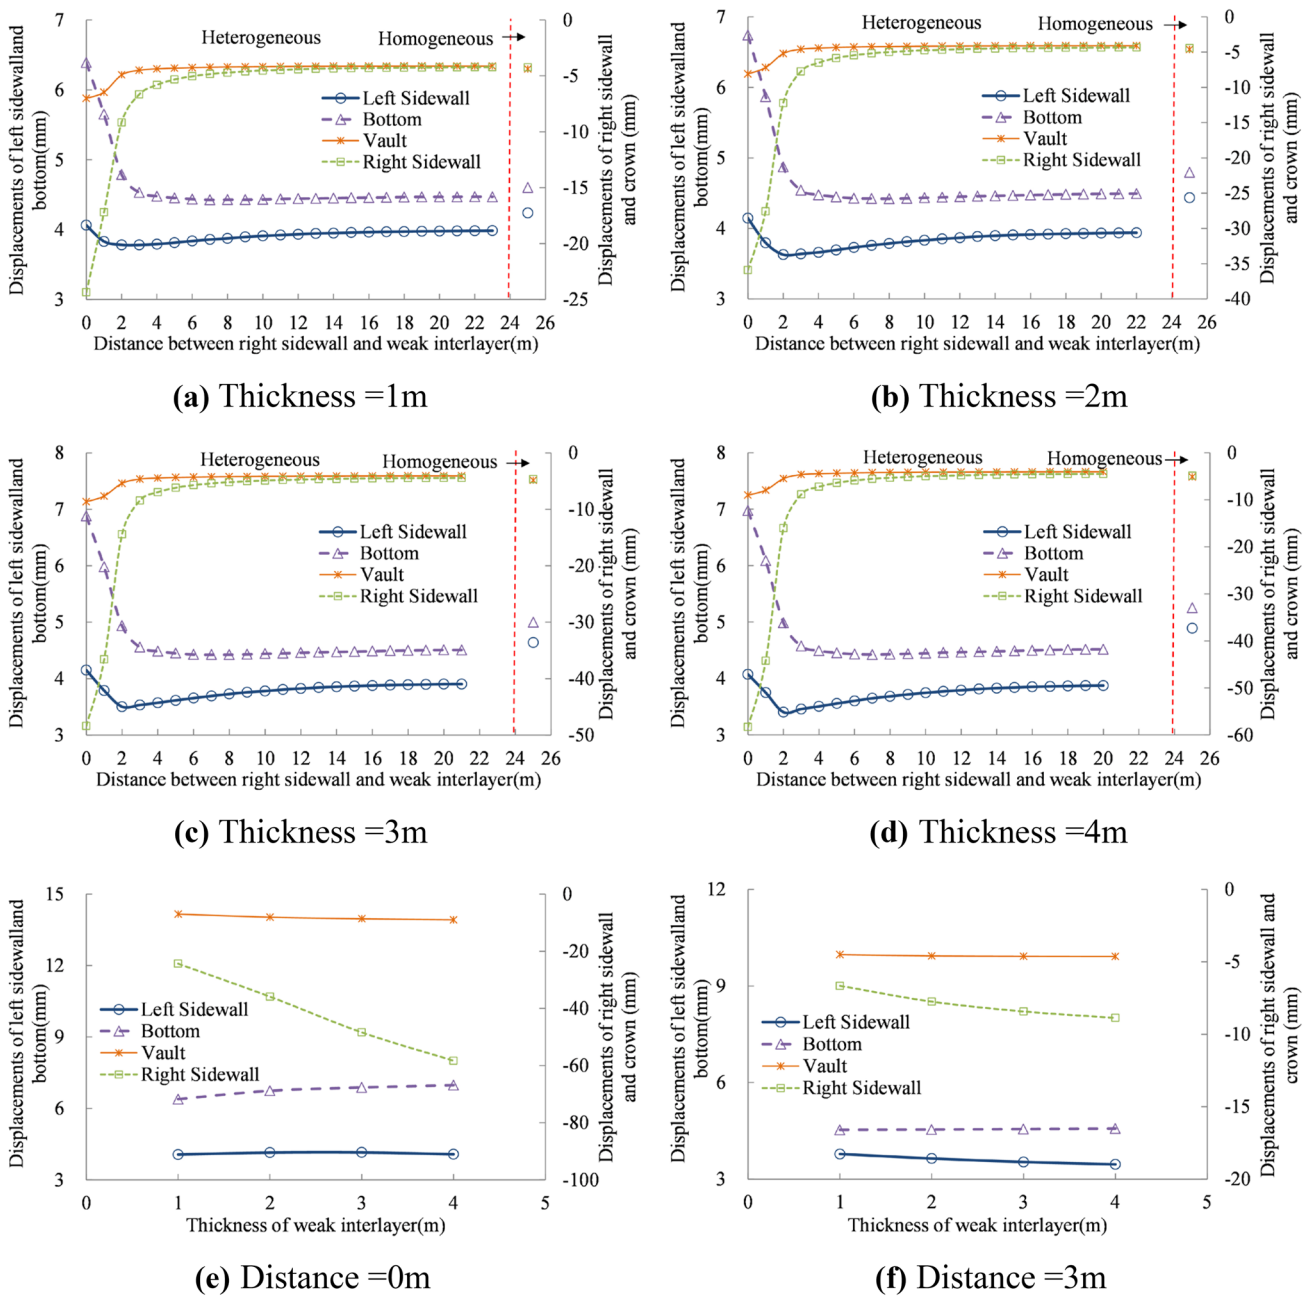 7
6
5
4
3
0
-5
-10
-15
-20
-25
Displacements of left sidewalland
bottom(mm)
Heterogeneous
Homogeneous
Left Sidewall
Bottom
Vault
Right Sidewall
Displacements of right sidewall
and crown (mm)
0 2 4 6 8 10 12 14 16 18 20 22 24 26
Distance between right sidewall and weak interlayer(m)
(a) Thickness =1m
7
6
5
4
3
0
-5
-10
-15
-20
-25
-30
-35
-40
Displacements of left sidewalland
bottom(mm)
Heterogeneous
Homogeneous
Left Sidewall
Bottom
Vault
Right Sidewall
Displacements of right sidewall
and crown (mm)
0 2 4 6 8 10 12 14 16 18 20 22 24 26
Distance between right sidewall and weak interlayer(m)
(b) Thickness =2m
8
7
6
5
4
3
0
-10
-20
-30
-40
-50
Displacements of left sidewalland
bottom(mm)
Heterogeneous
Homogeneous
Left Sidewall
Bottom
Vault
Right Sidewall
Displacements of right sidewall
and crown (mm)
0 2 4 6 8 10 12 14 16 18 20 22 24 26
Distance between right sidewall and weak interlayer(m)
(c) Thickness =3m
8
7
6
5
4
3
0
-10
-20
-30
-40
-50
-60
Displacements of left sidewalland
bottom(mm)
Heterogeneous
Homogeneous
Left Sidewall
Bottom
Vault
Right Sidewall
Displacements of right sidewall
and crown (mm)
0 2 4 6 8 10 12 14 16 18 20 22 24 26
Distance between right sidewall and weak interlayer(m)
(d) Thickness =4m
15
12
9
6
3
0
-20
-40
-60
-80
-100
Displacements of left sidewalland
bottom(mm)
Left Sidewall
Bottom
Vault
Right Sidewall
Displacements of right sidewall
and crown (mm)
0 1 2 3 4 5
Thickness of weak interlayer(m)
(e) Distance =0m
12
9
6
3
0
-5
-10
-15
-20
Displacements of left sidewalland
bottom(mm)
Left Sidewall
Bottom
Vault
Right Sidewall
Displacements of right sidewall and
crown (mm)
0 1 2 3 4 5
Thickness of weak interlayer(m)
(f) Distance =3m